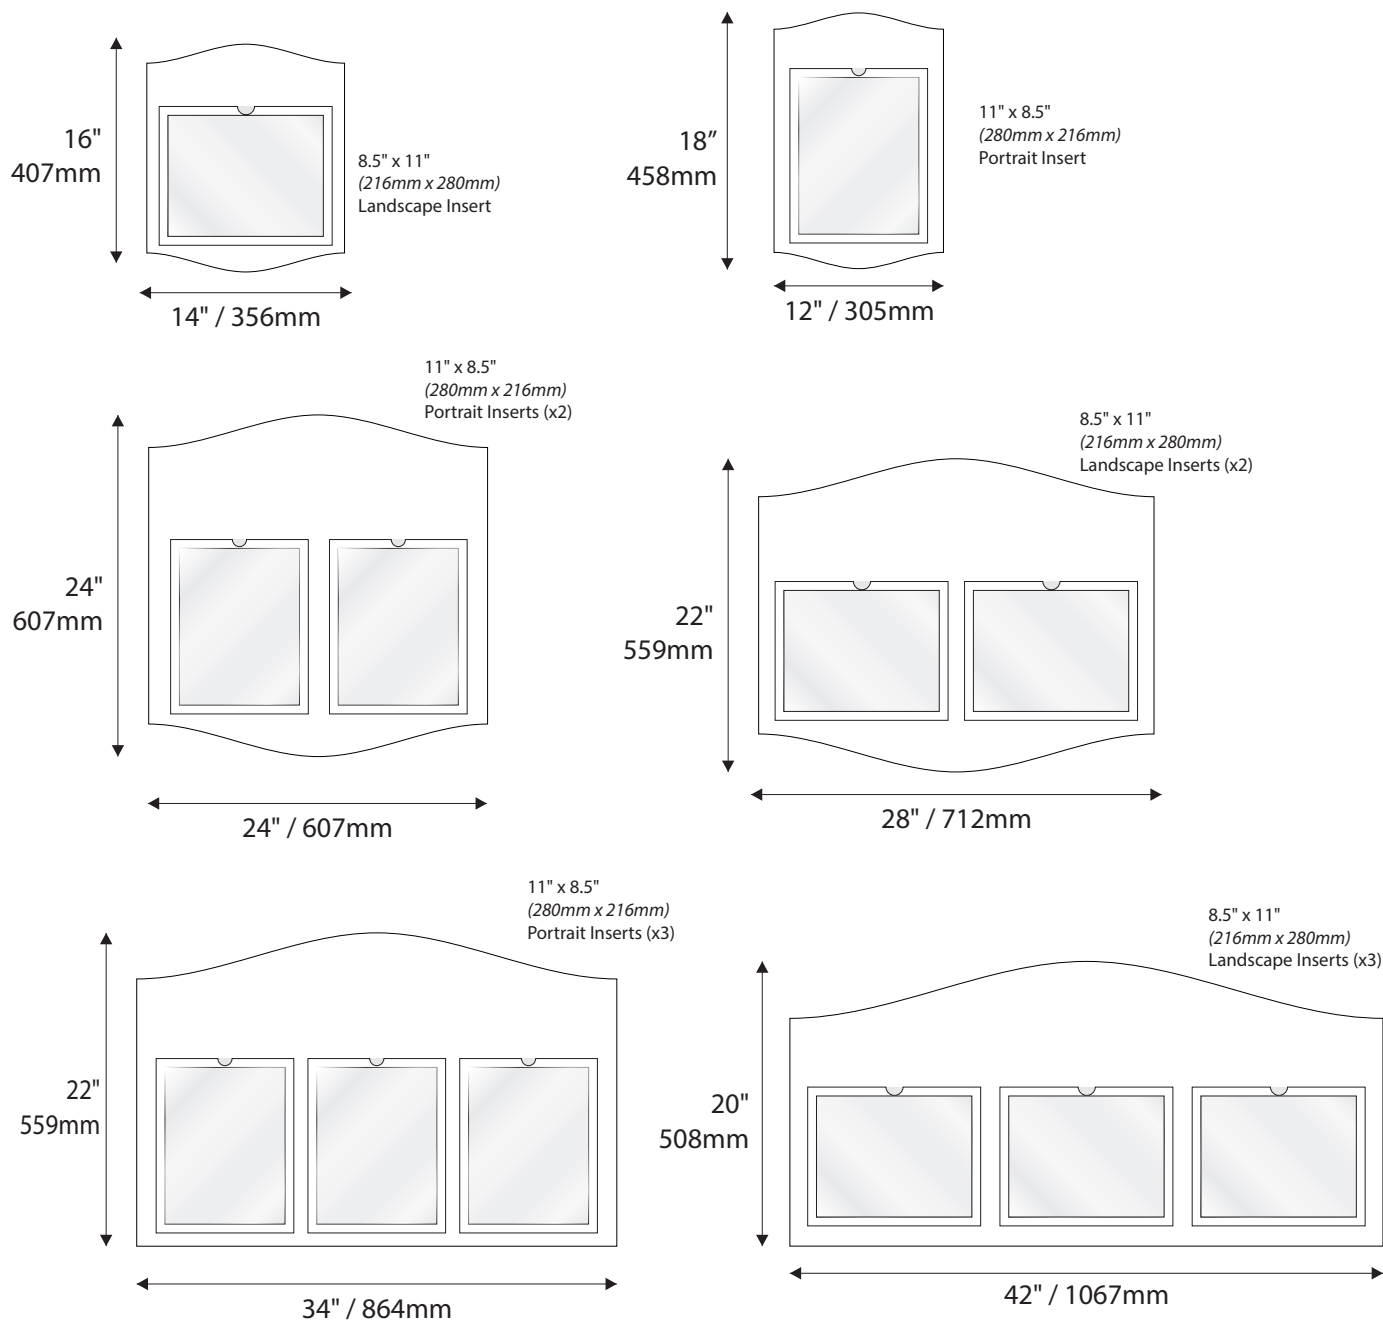 16"
407mm
8.5" x 11"
(216mm x 280mm)
Landscape Insert
14" / 356mm
18”
458mm
11" x 8.5"
(280mm x 216mm)
Portrait Insert
12" / 305mm
11" x 8.5"
(280mm x 216mm)
Portrait Inserts (x2)
24"
607mm
24" / 607mm
8.5" x 11"
(216mm x 280mm)
Landscape Inserts (x2)
22"
559mm
28" / 712mm
11" x 8.5"
(280mm x 216mm)
Portrait Inserts (x3)
22"
559mm
34" / 864mm
8.5" x 11"
(216mm x 280mm)
Landscape Inserts (x3)
20"
508mm
42" / 1067mm